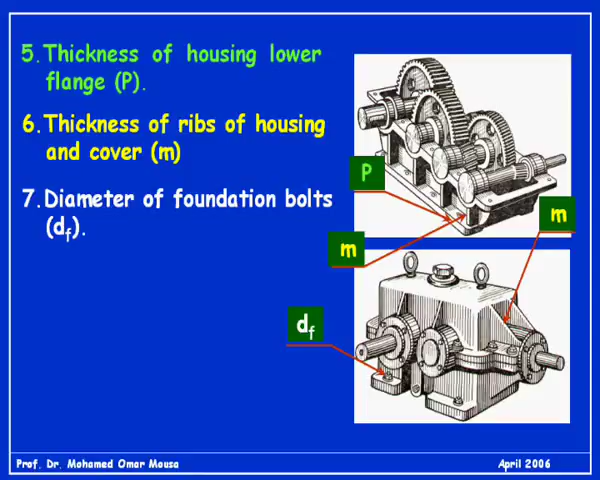 5. Thickness of housing lower
flange (P).
6. Thickness of ribs of housing
and cover (m)
7. Diameter of foundation bolts
(df).
P
m
m
df
Prof. Dr. Mohamed Omar Mousa
April 2006